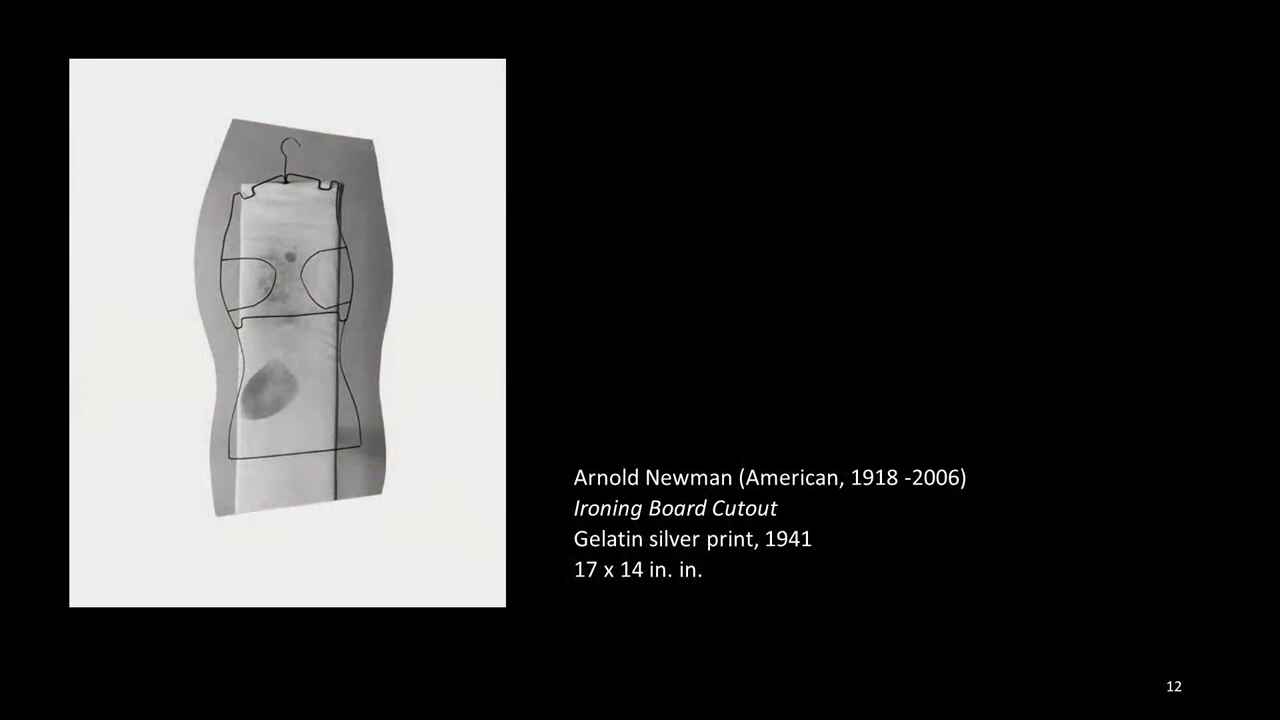 Arnold Newman (American, 1918 -2006)
Ironing Board Cutout
Gelatin silver print, 1941
17 x 14 in. in.
12